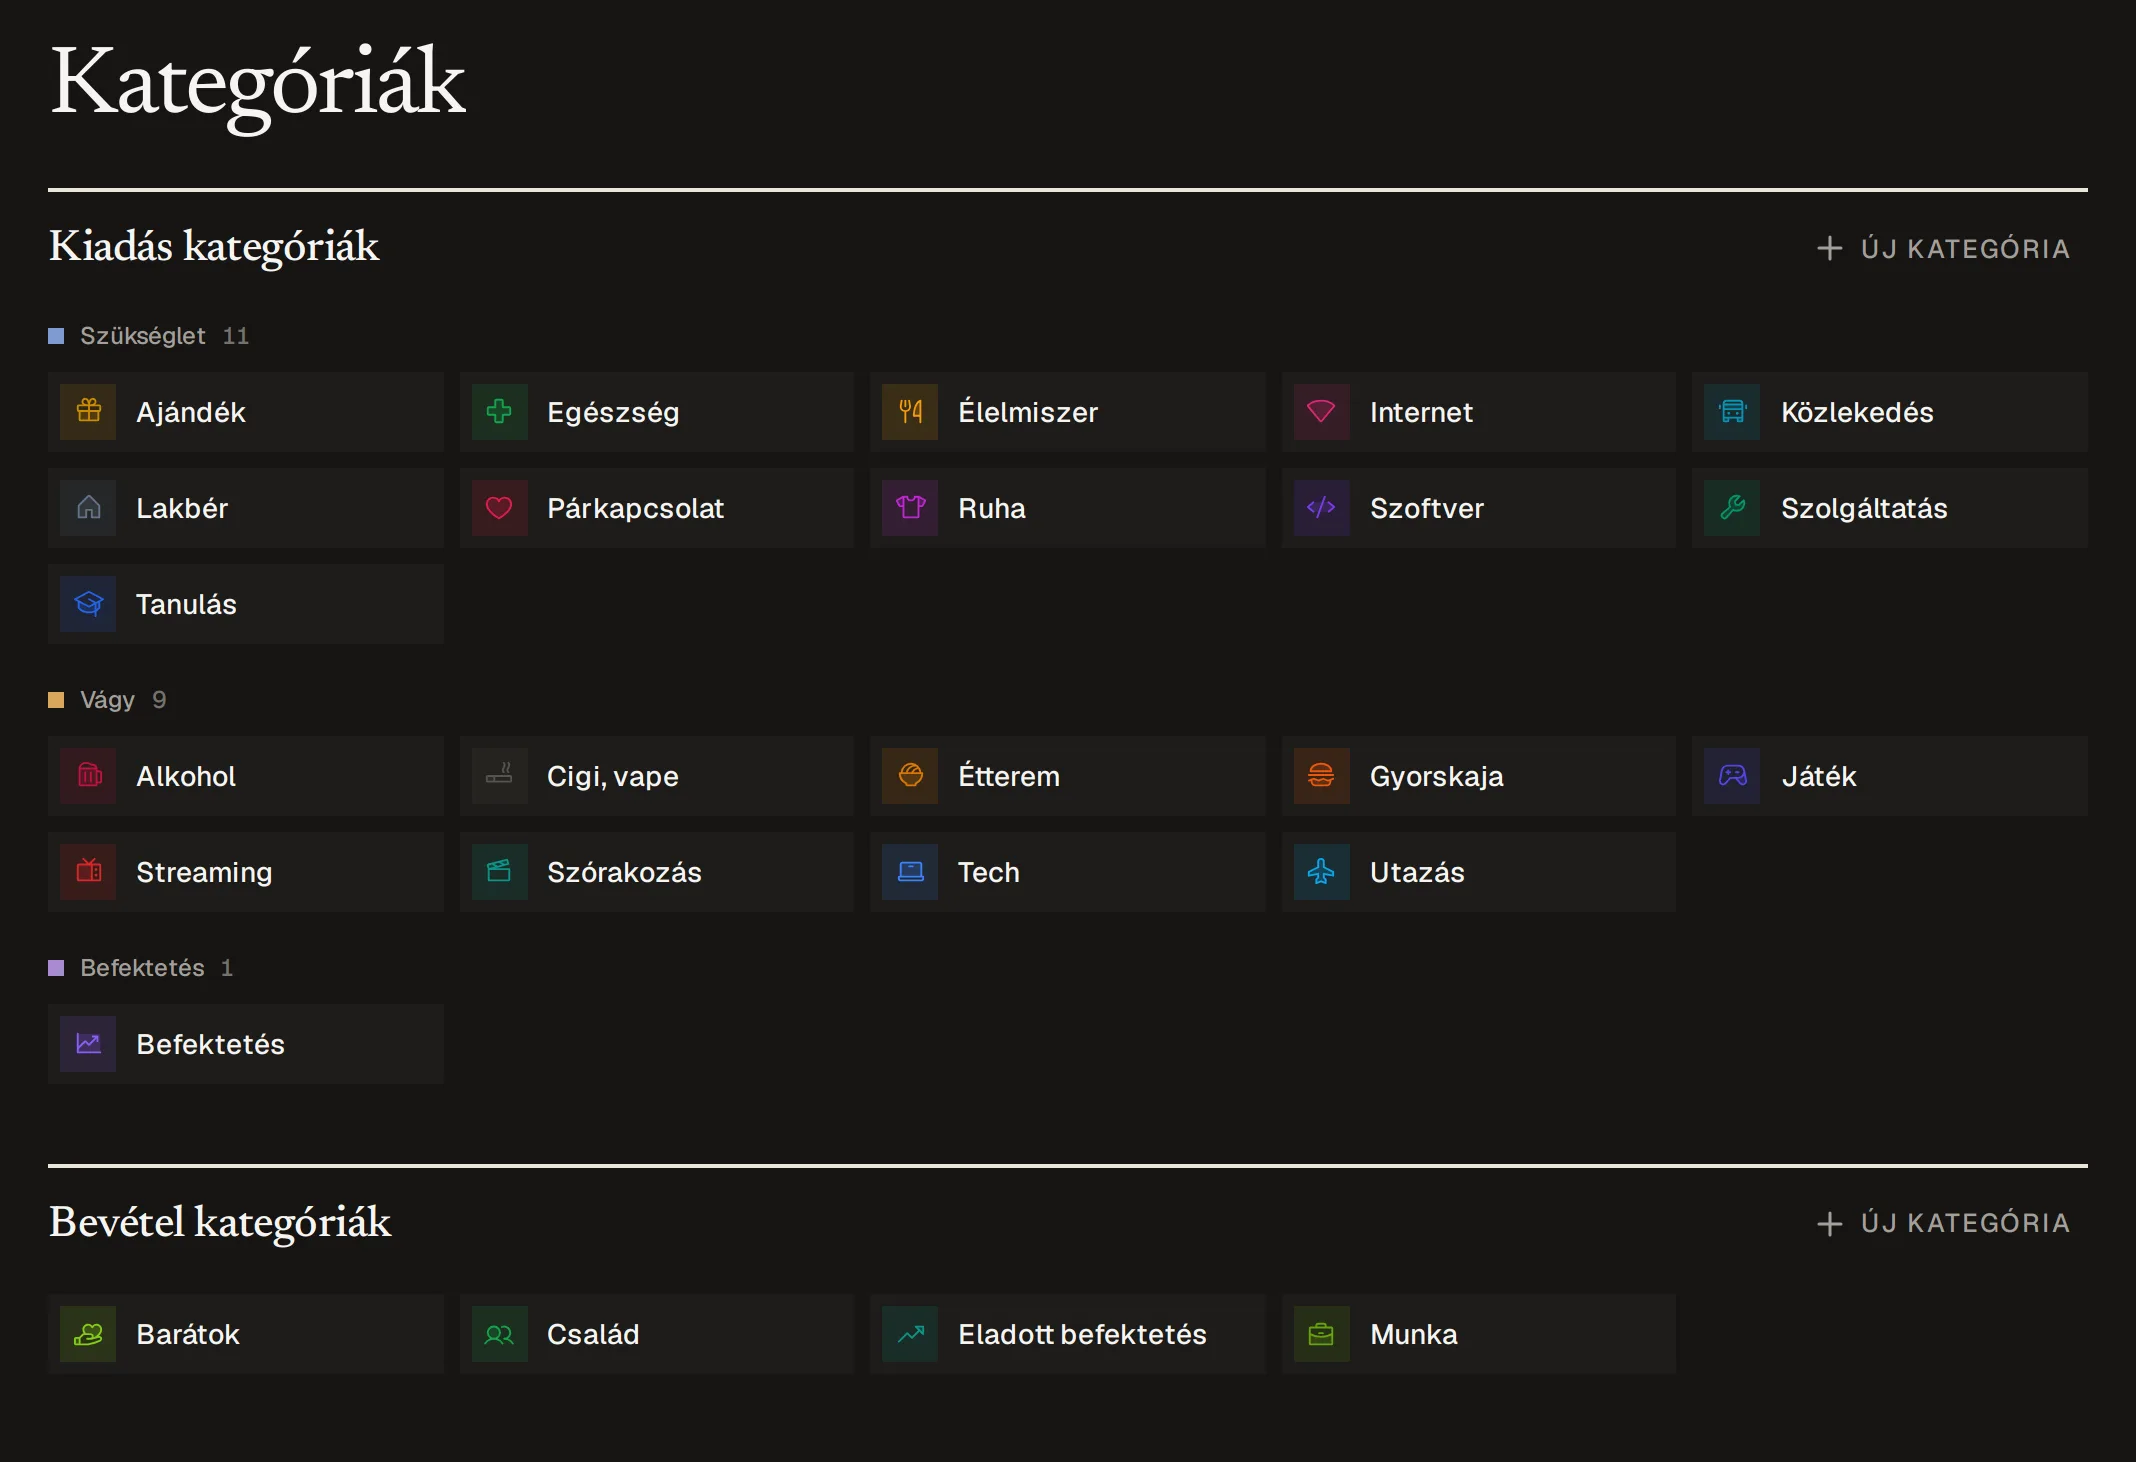 Kategóriák
Kiadás kategóriák
ÚJ KATEGÓRIA
Szükséglet 11
Ajándék
Egészség
Élelmiszer
Internet
Közlekedés
Lakbér
Párkapcsolat
Ruha
Szoftver
Szolgáltatás
Tanulás
Vágy 9
Alkohol
Cigi, vape
Étterem
Gyorskaja
Játék
Streaming
Szórakozás
Tech
Utazás
Befektetés 1
Befektetés
Bevétel kategóriák
ÚJ KATEGÓRIA
Barátok
Család
Eladott befektetés
Munka